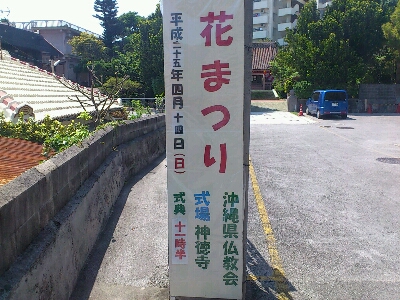 花まつり
平成二十五年四月十四日(日)
沖縄県仏教会
式場 神徳寺
式典 十一時半